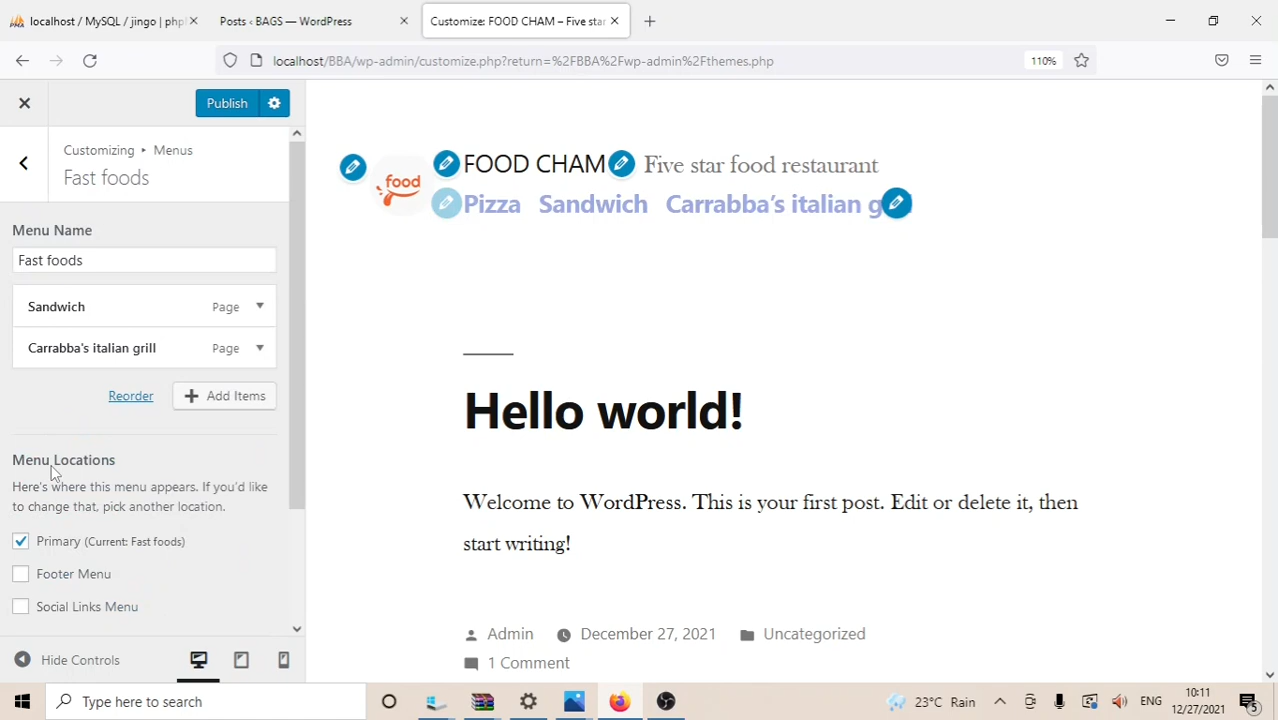 localhost / MySQL / jingo | php
Posts ‹ BAGS — WordPress
Customize: FOOD CHAM – Five star
localhost/BBA/wp-admin/customize.php?return=%2FBBA%2Fwp-admin%2Fthemes.php
110%
Publish
Customizing ▸ Menus
Fast foods
Menu Name
Fast foods
Sandwich Page
Carrabba's italian grill Page
Reorder
Add Items
Menu Locations
Here's where this menu appears. If you'd like
to change that, pick another location.
Primary (Current: Fast foods)
Footer Menu
Social Links Menu
Hide Controls
food
FOOD CHAM Five star food restaurant
Pizza Sandwich Carrabba's italian g
Hello world!
Welcome to WordPress. This is your first post. Edit or delete it, then
start writing!
Admin December 27, 2021 Uncategorized
1 Comment
Type here to search
23°C Rain
ENG
10:11
12/27/2021
5